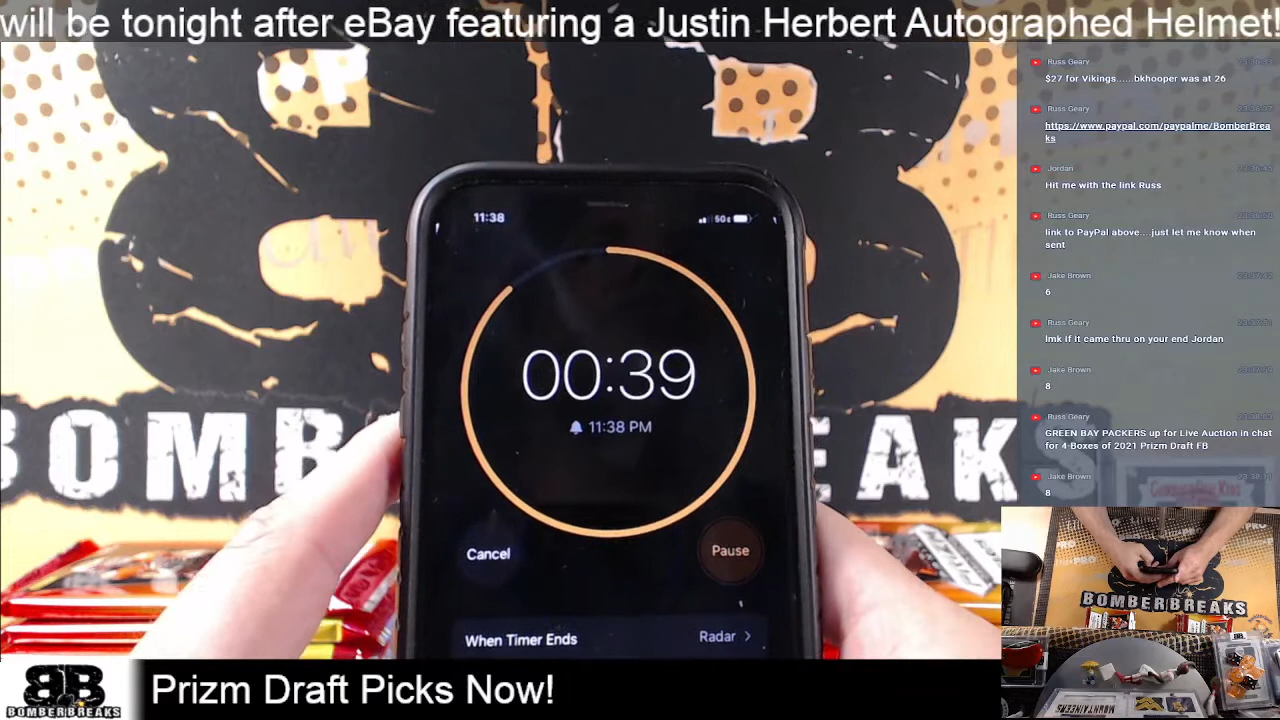 will be tonight after eBay featuring a Justin Herbert Autographed Helmet!
Russ Geary
$27 for Vikings......bkhooper was at 26
Russ Geary
https://www.paypal.com/paypalme/BomberBrea
ks
Jordan
Hit me with the link Russ
Russ Geary
link to PayPal above....just let me know when
sent
Jake Brown
6
Russ Geary
lmk if it came thru on your end Jordan
Jake Brown
8
Russ Geary
GREEN BAY PACKERS up for Live Auction in chat
for 4-Boxes of 2021 Prizm Draft FB
Jake Brown
8
11:38
00:39
11:38 PM
Cancel
Pause
When Timer Ends
Radar >
OMB
EAKS
BOMBERBREAKS
MOUNTAINEERS
BB
BOMBERBREAKS
Prizm Draft Picks Now!